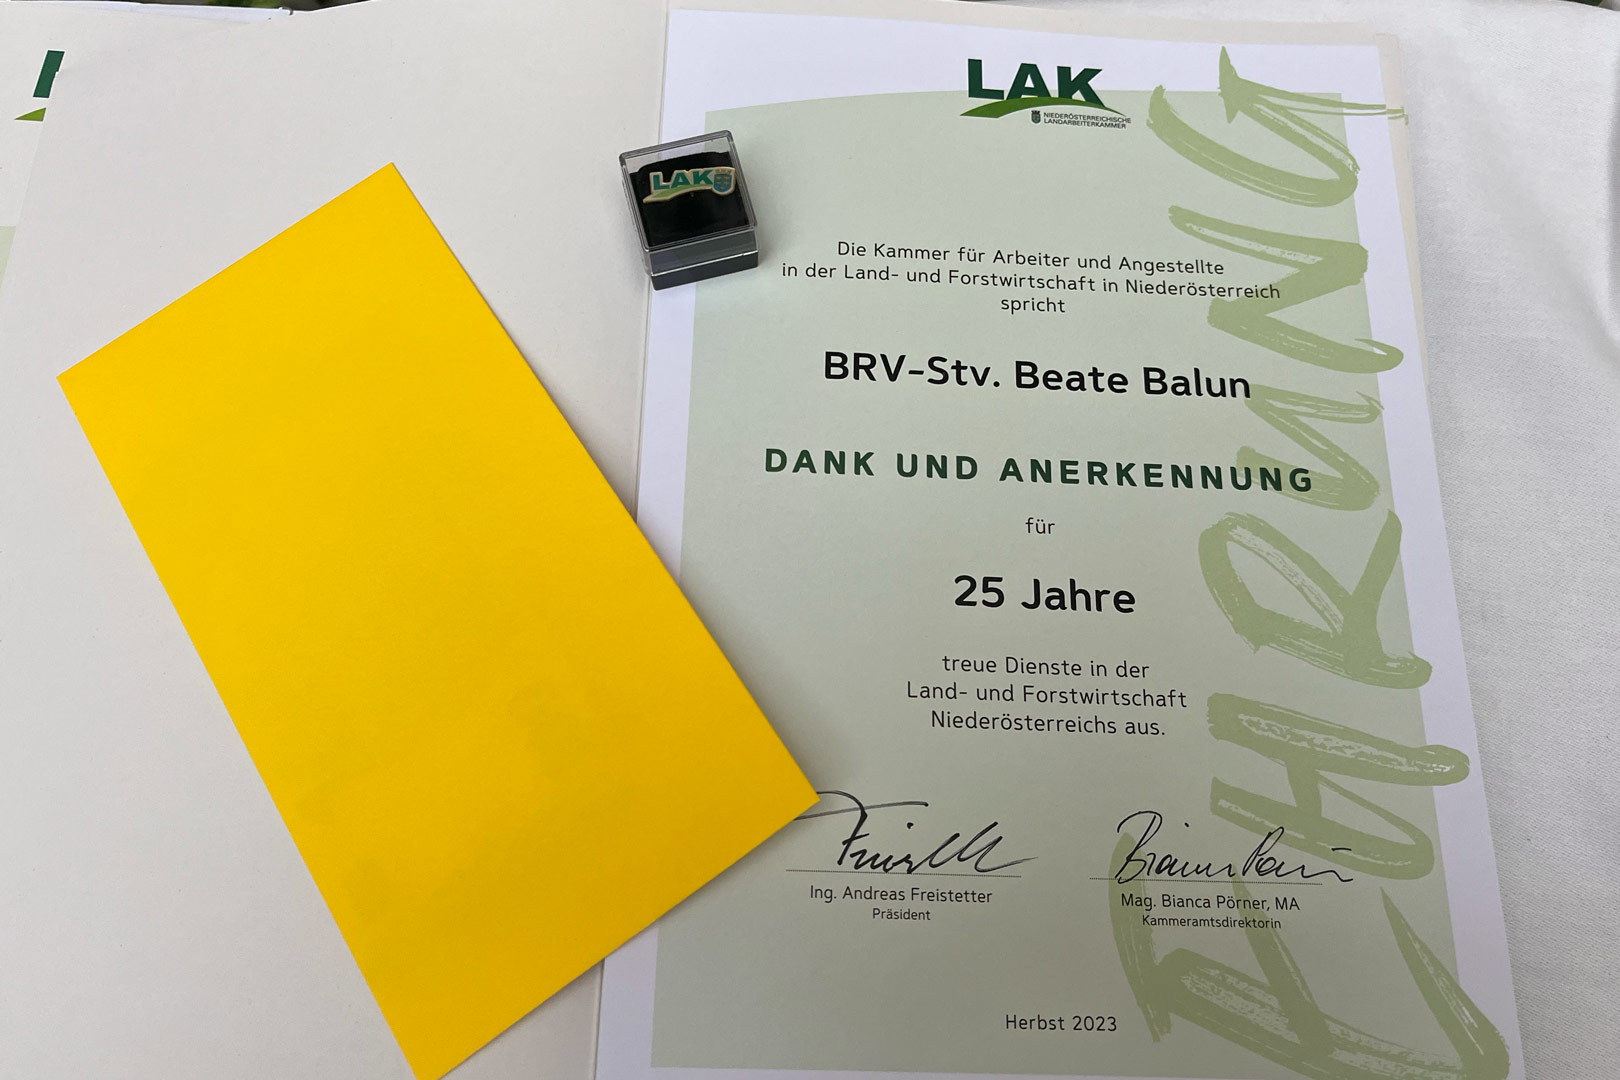 LAK
NIEDERÖSTERREICHISCHE
LANDARBEITERKAMMER
LAK
Die Kammer für Arbeiter und Angestellte
in der Land- und Forstwirtschaft in Niederösterreich
spricht
BRV-Stv. Beate Balun
DANK UND ANERKENNUNG
für
25 Jahre
treue Dienste in der
Land- und Forstwirtschaft
Niederösterreichs aus.
Ing. Andreas Freistetter
Präsident
Mag. Bianca Pörner, MA
Kammeramtsdirektorin
Herbst 2023
EHRUNG